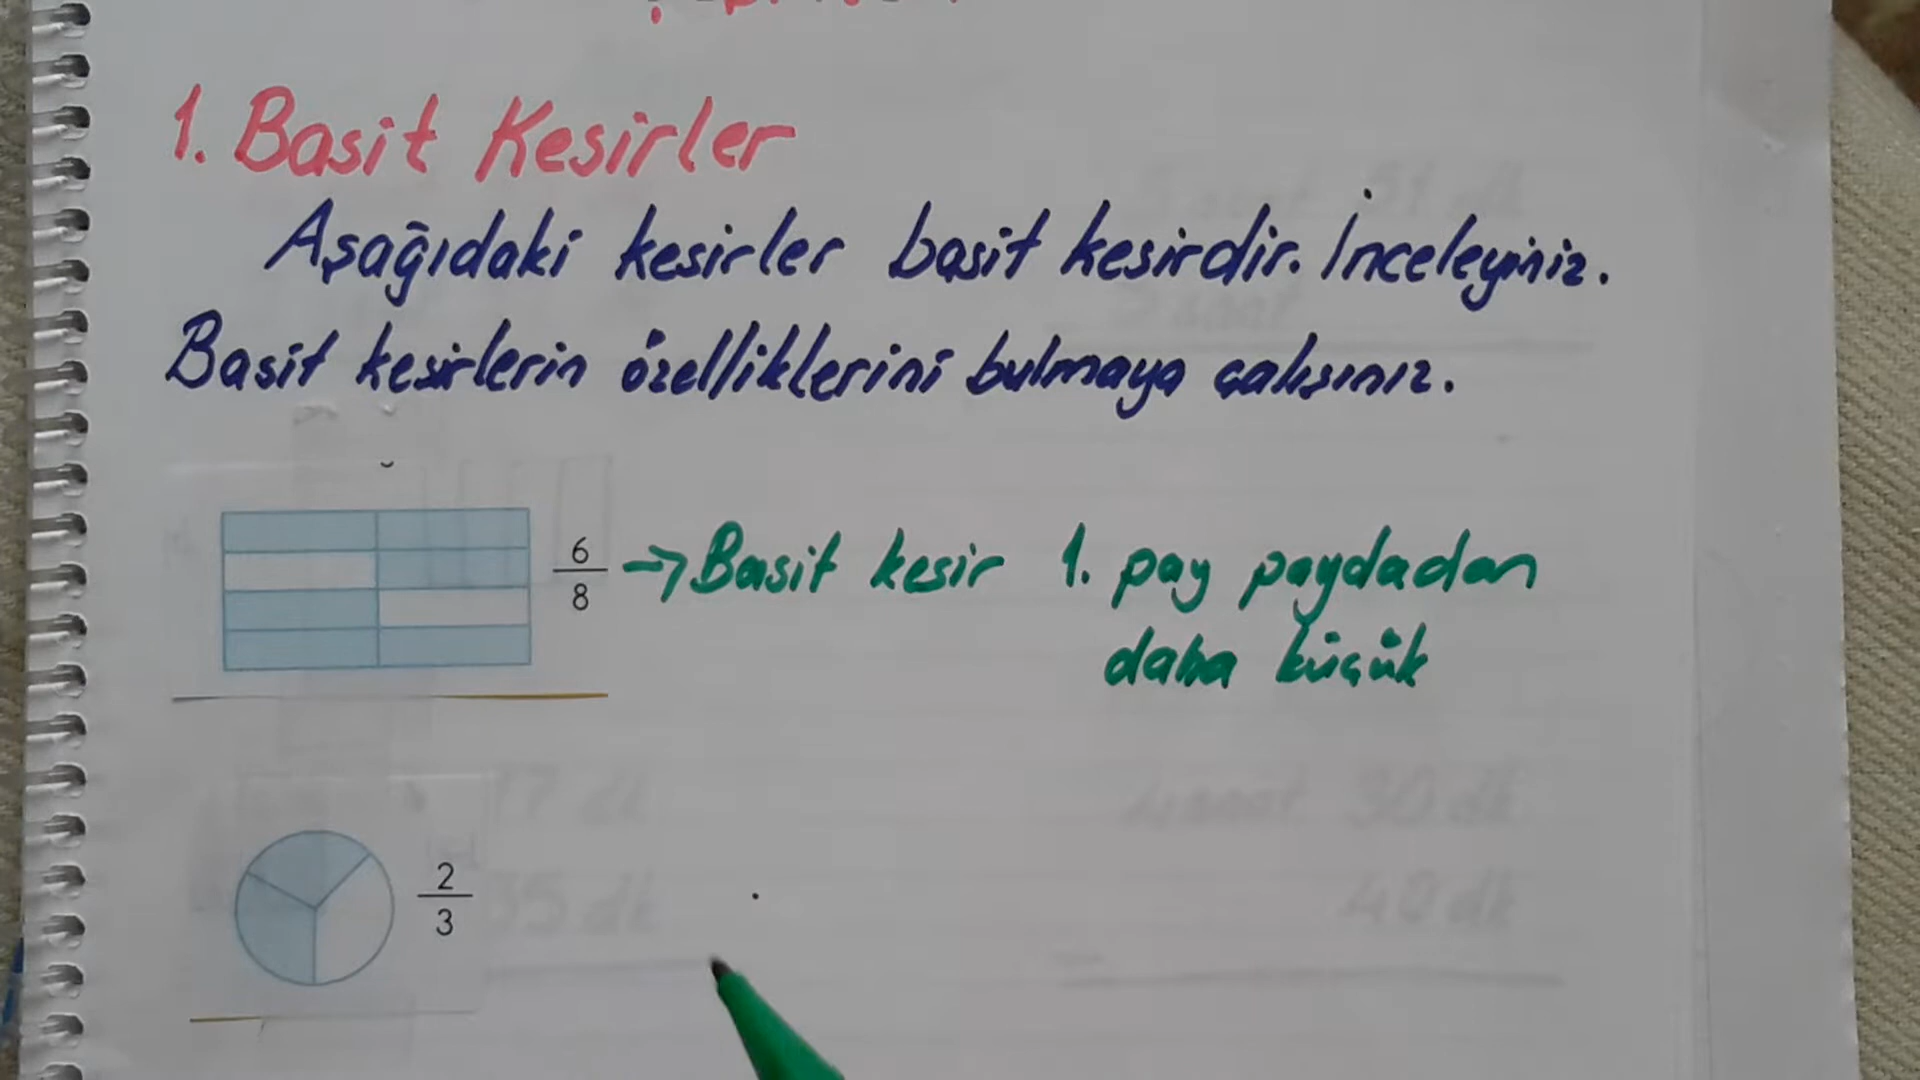 1. Basit Kesirler
Aşağıdaki kesirler basit kesirdir. İnceleyiniz.
Basit kesirlerin özelliklerini bulmaya çalışınız.
6
8
→ Basit kesir 1. pay paydadan
daha küçük
2
3